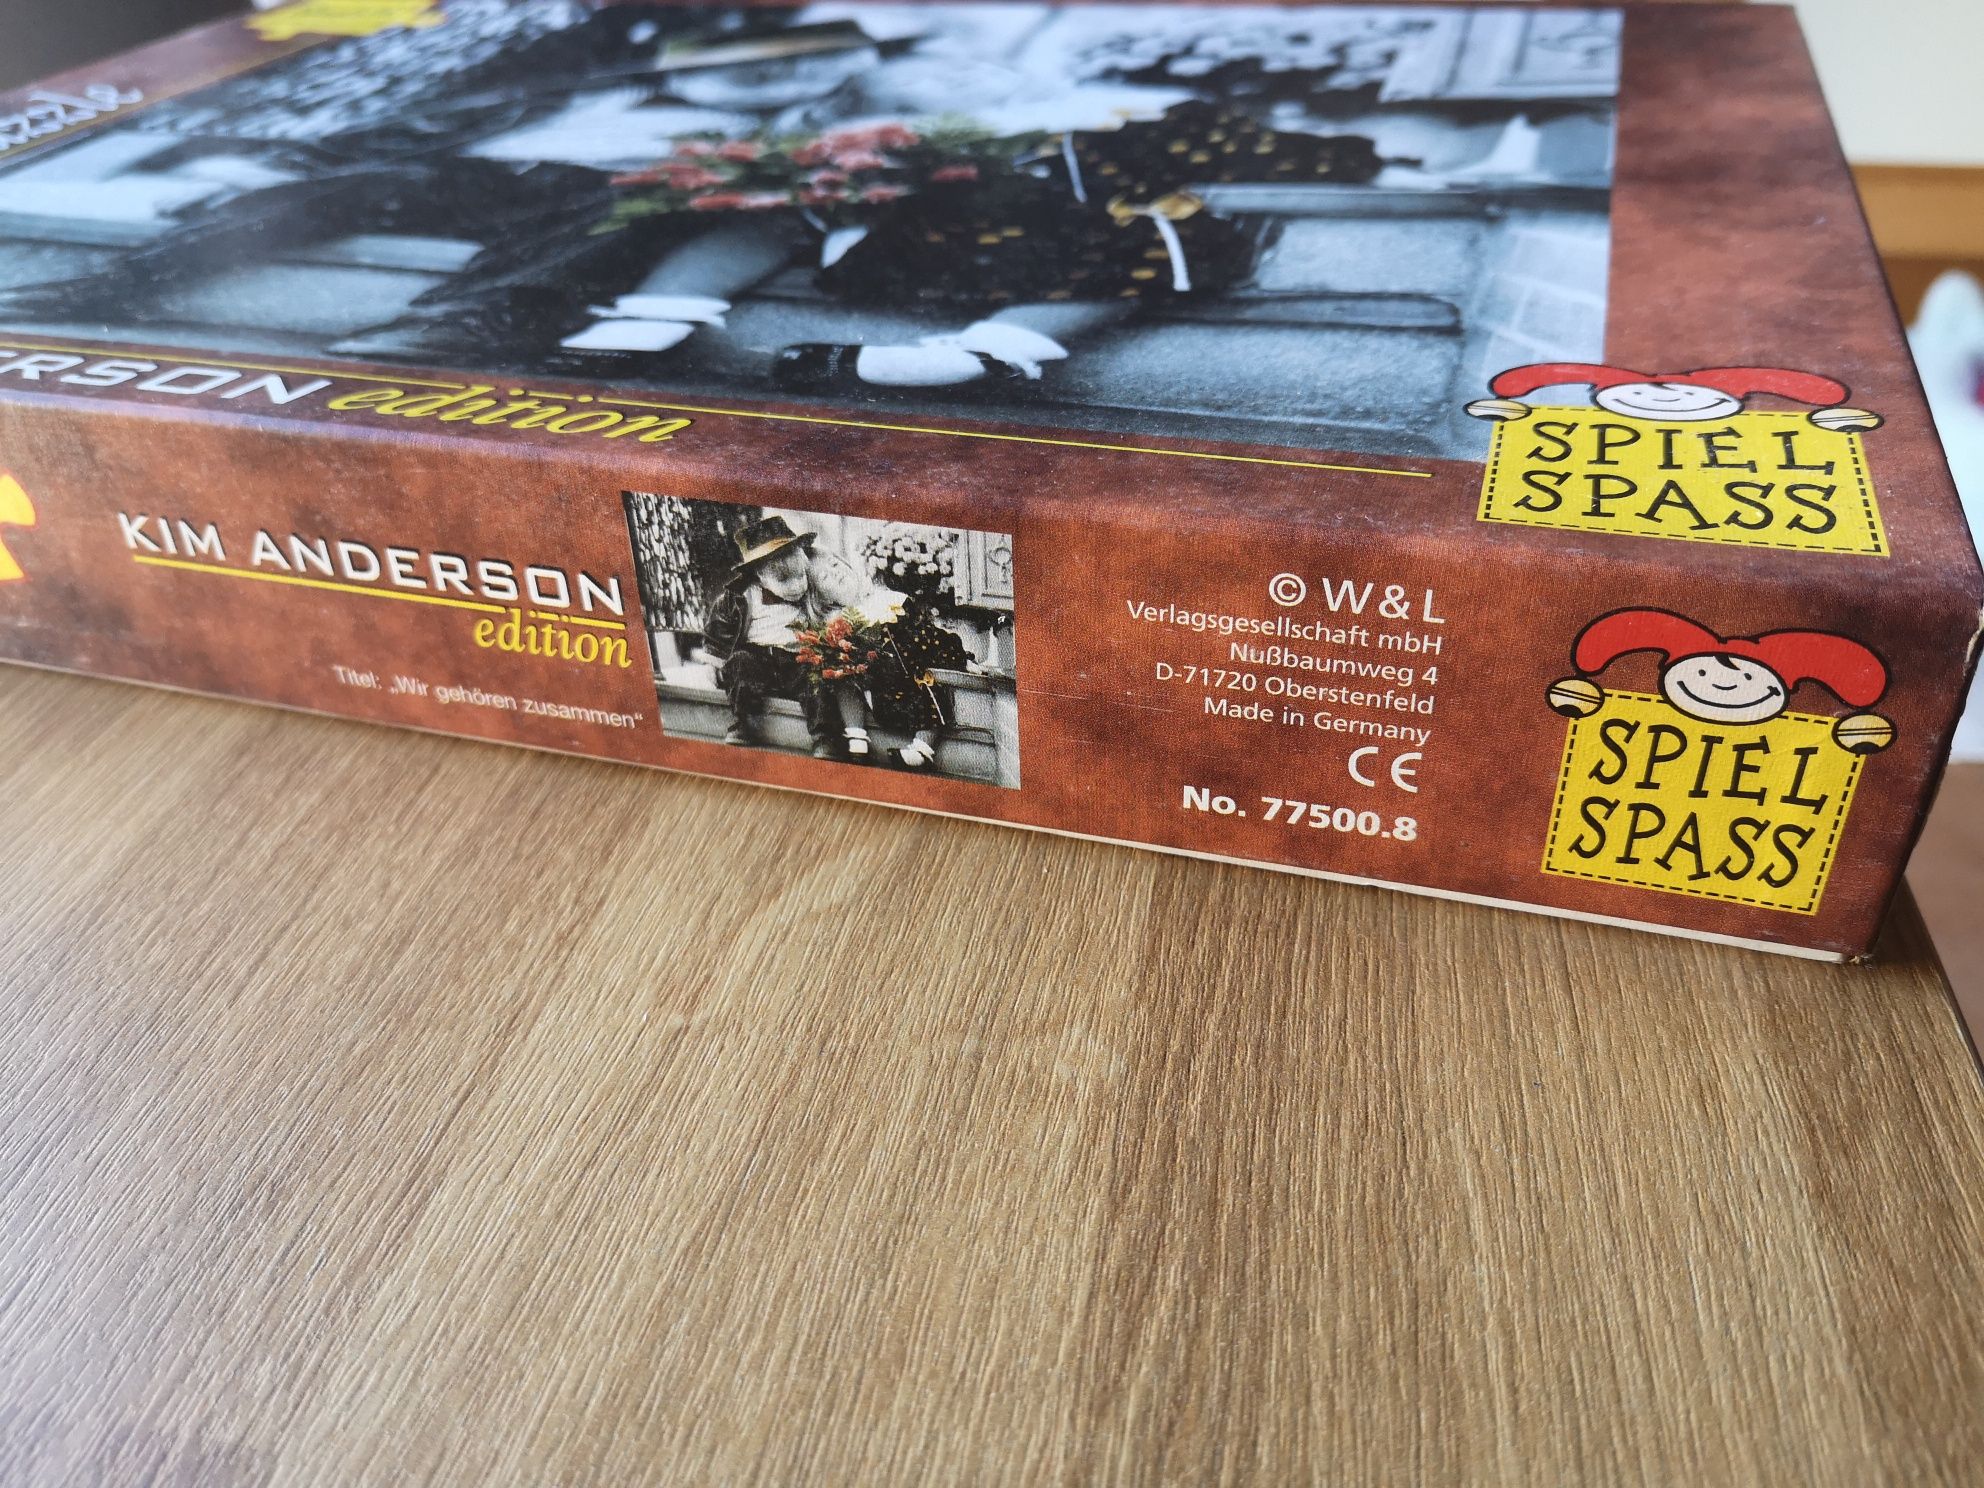 edition
SPIEL
SPASS
KIM ANDERSON
edition
Titel: „Wir gehören zusammen“
© W & L
Verlagsgesellschaft mbH
Nußbaumweg 4
D-71720 Oberstenfeld
Made in Germany
CE
No. 77500.8
SPIEL
SPASS